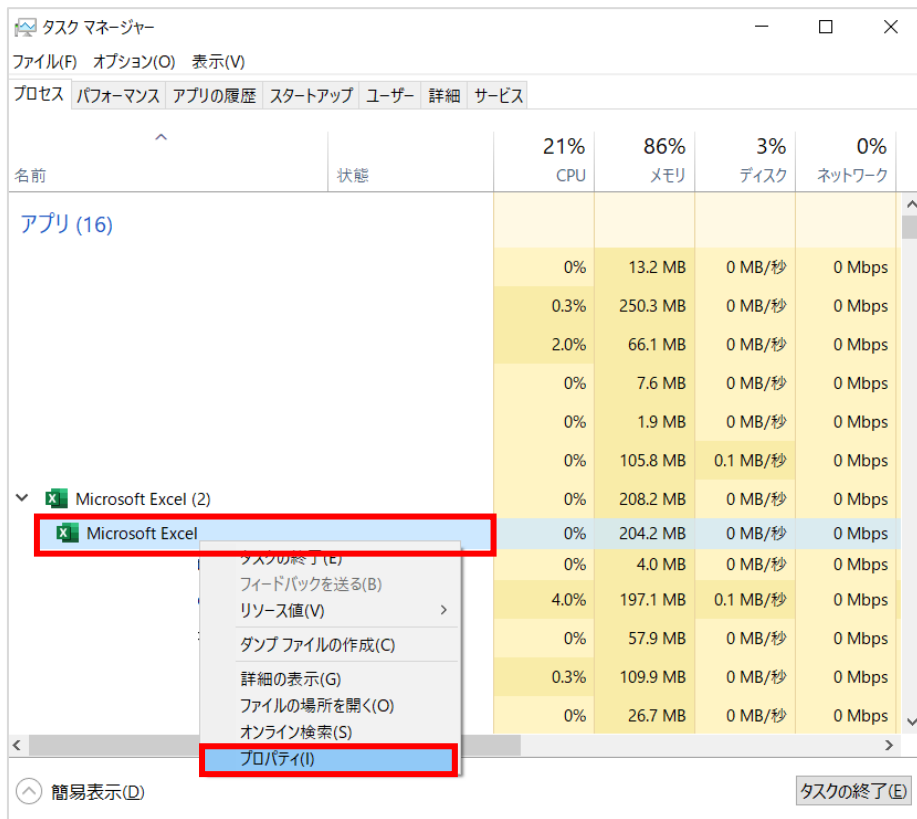 タスク マネージャー
ファイル(F) オプション(O) 表示(V)
プロセス パフォーマンス アプリの履歴 スタートアップ ユーザー 詳細 サービス
21% 86% 3% 0%
名前 状態 CPU メモリ ディスク ネットワーク
アプリ (16)
0% 13.2 MB 0 MB/秒 0 Mbps
0.3% 250.3 MB 0 MB/秒 0 Mbps
2.0% 66.1 MB 0 MB/秒 0 Mbps
0% 7.6 MB 0 MB/秒 0 Mbps
0% 1.9 MB 0 MB/秒 0 Mbps
0% 105.8 MB 0.1 MB/秒 0 Mbps
Microsoft Excel (2) 0% 208.2 MB 0 MB/秒 0 Mbps
Microsoft Excel 0% 204.2 MB 0 MB/秒 0 Mbps
タスクの終了(E) 0% 4.0 MB 0 MB/秒 0 Mbps
フィードバックを送る(B)
リソース値(V) 4.0% 197.1 MB 0.1 MB/秒 0 Mbps
ダンプ ファイルの作成(C) 0% 57.9 MB 0 MB/秒 0 Mbps
詳細の表示(G) 0.3% 109.9 MB 0 MB/秒 0 Mbps
ファイルの場所を開く(O) 0% 26.7 MB 0 MB/秒 0 Mbps
オンライン検索(S)
プロパティ(I)
簡易表示(D) タスクの終了(E)